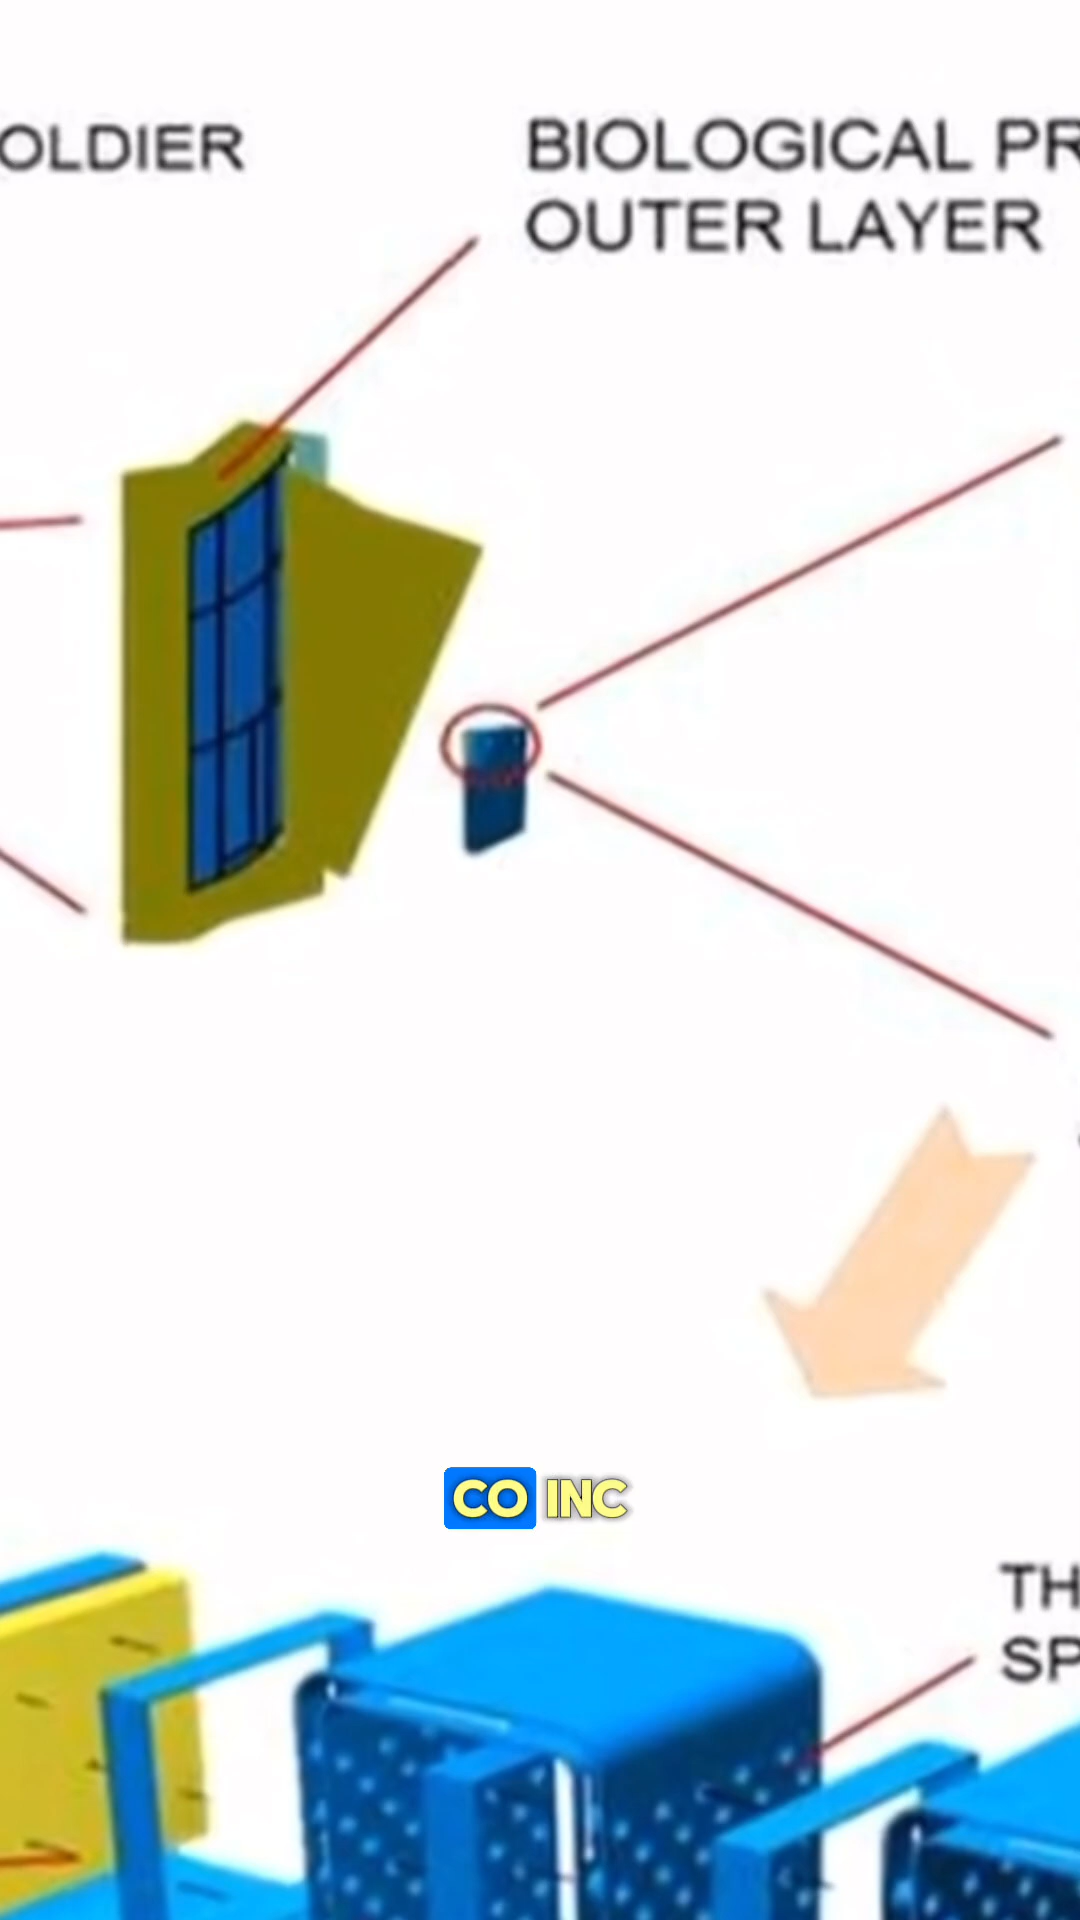 OLDIER
BIOLOGICAL PR
OUTER LAYER
CO INC
TH
SP